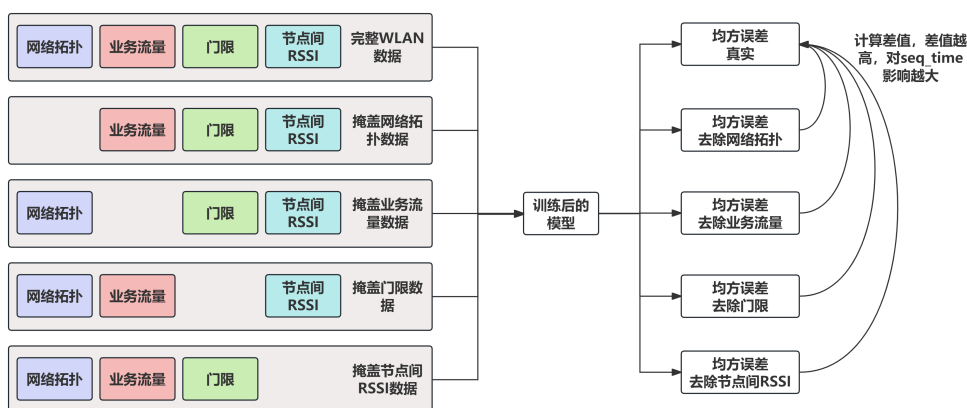 网络拓扑
业务流量
门限
节点间
RSSI
完整WLAN
数据
业务流量
门限
节点间
RSSI
掩盖网络拓
扑数据
网络拓扑
门限
节点间
RSSI
掩盖业务流
量数据
网络拓扑
业务流量
节点间
RSSI
掩盖门限数
据
网络拓扑
业务流量
门限
掩盖节点间
RSSI数据
训练后的
模型
均方误差
真实
均方误差
去除网络拓扑
均方误差
去除业务流量
均方误差
去除门限
均方误差
去除节点间RSSI
计算差值，差值越
高，对seq_time
影响越大